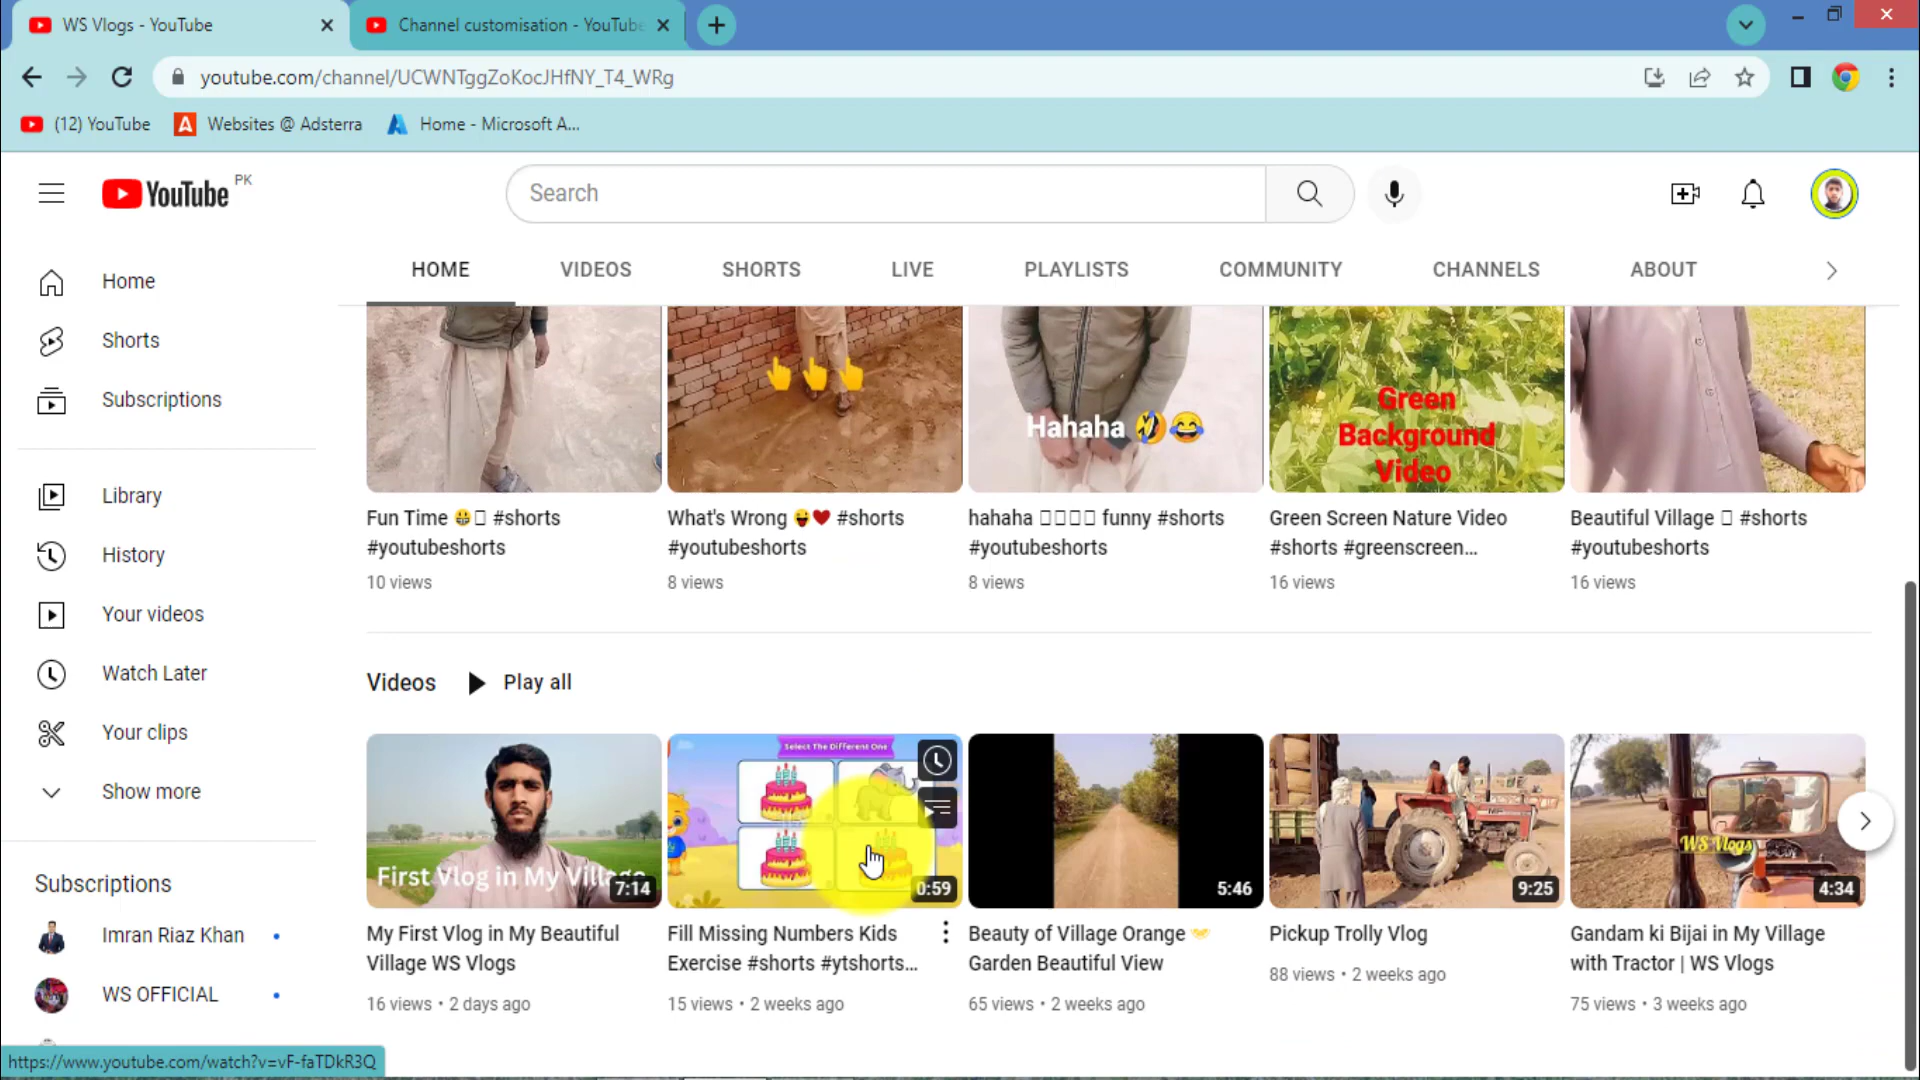 WS Vlogs - YouTube
Channel customisation - YouTube
youtube.com/channel/UCWNTggZoKocJHfNY_T4_WRg
(12) YouTube
Websites @ Adsterra
Home - Microsoft A...
YouTube PK
Search
HOME
VIDEOS
SHORTS
LIVE
PLAYLISTS
COMMUNITY
CHANNELS
ABOUT
Home
Shorts
Subscriptions
Library
History
Your videos
Watch Later
Your clips
Show more
Subscriptions
Imran Riaz Khan
WS OFFICIAL
Hahaha 🤣😂
Green
Background
Video
Fun Time 😃 #shorts
#youtubeshorts
10 views
What's Wrong 😜❤️ #shorts
#youtubeshorts
8 views
hahaha funny #shorts
#youtubeshorts
8 views
Green Screen Nature Video
#shorts #greenscreen...
16 views
Beautiful Village #shorts
#youtubeshorts
16 views
Videos
Play all
First Vlog in My Village
7:14
My First Vlog in My Beautiful
Village WS Vlogs
16 views • 2 days ago
Select The Different One
0:59
Fill Missing Numbers Kids
Exercise #shorts #ytshorts...
15 views • 2 weeks ago
5:46
Beauty of Village Orange 🤝
Garden Beautiful View
65 views • 2 weeks ago
9:25
Pickup Trolly Vlog
88 views • 2 weeks ago
WS Vlogs
4:34
Gandam ki Bijai in My Village
with Tractor | WS Vlogs
75 views • 3 weeks ago
https://www.youtube.com/watch?v=vF-faTDkR3Q